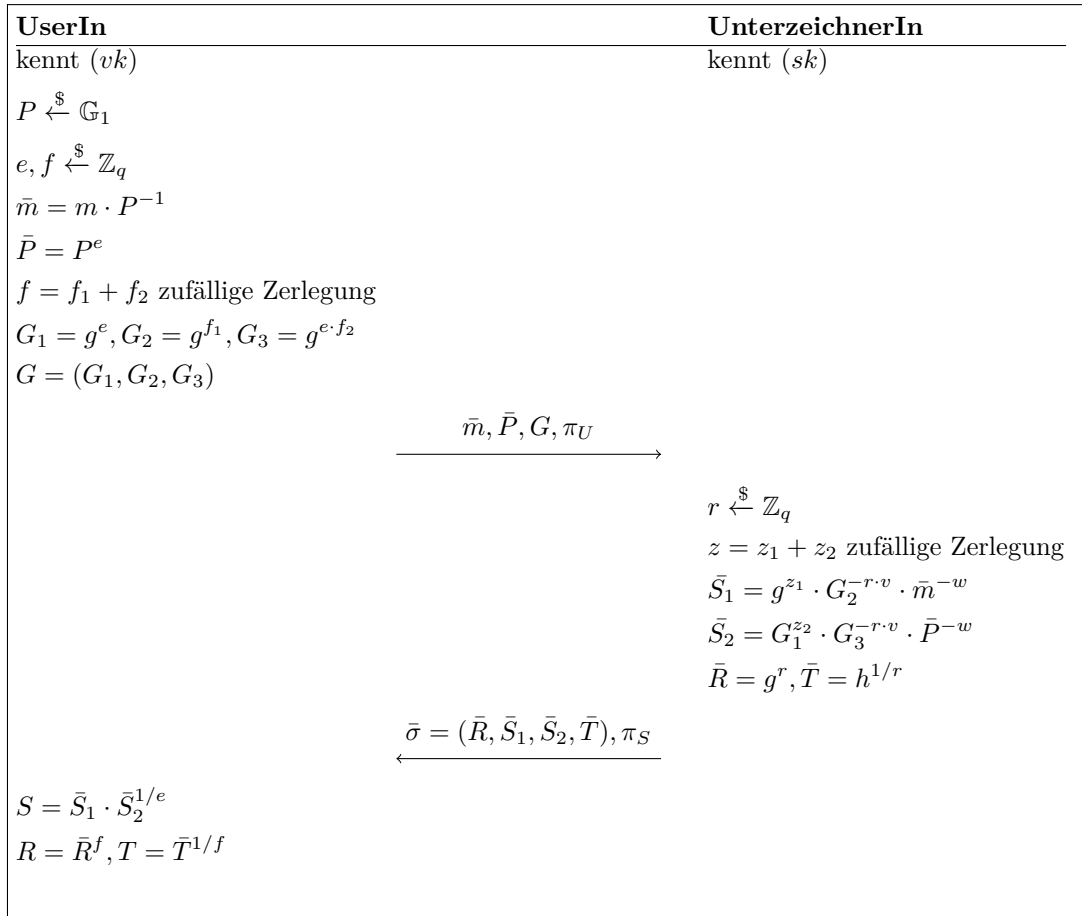 UserIn UnterzeichnerIn
kennt (vk) kennt (sk)
P ←$ 𝔾₁
e, f ←$ ℤ_q
m̄ = m · P⁻¹
P̄ = Pᵉ
f = f₁ + f₂ zufällige Zerlegung
G₁ = g^e, G₂ = g^{f₁}, G₃ = g^{e·f₂}
G = (G₁, G₂, G₃)
m̄, P̄, G, π_U
r ←$ ℤ_q
z = z₁ + z₂ zufällige Zerlegung
S̄₁ = g^{z₁} · G₂^{−r·v} · m̄^{−w}
S̄₂ = G₁^{z₂} · G₃^{−r·v} · P̄^{−w}
R̄ = g^r, T̄ = h^{1/r}
σ̄ = (R̄, S̄₁, S̄₂, T̄), π_S
S = S̄₁ · S̄₂^{1/e}
R = R̄^f, T = T̄^{1/f}